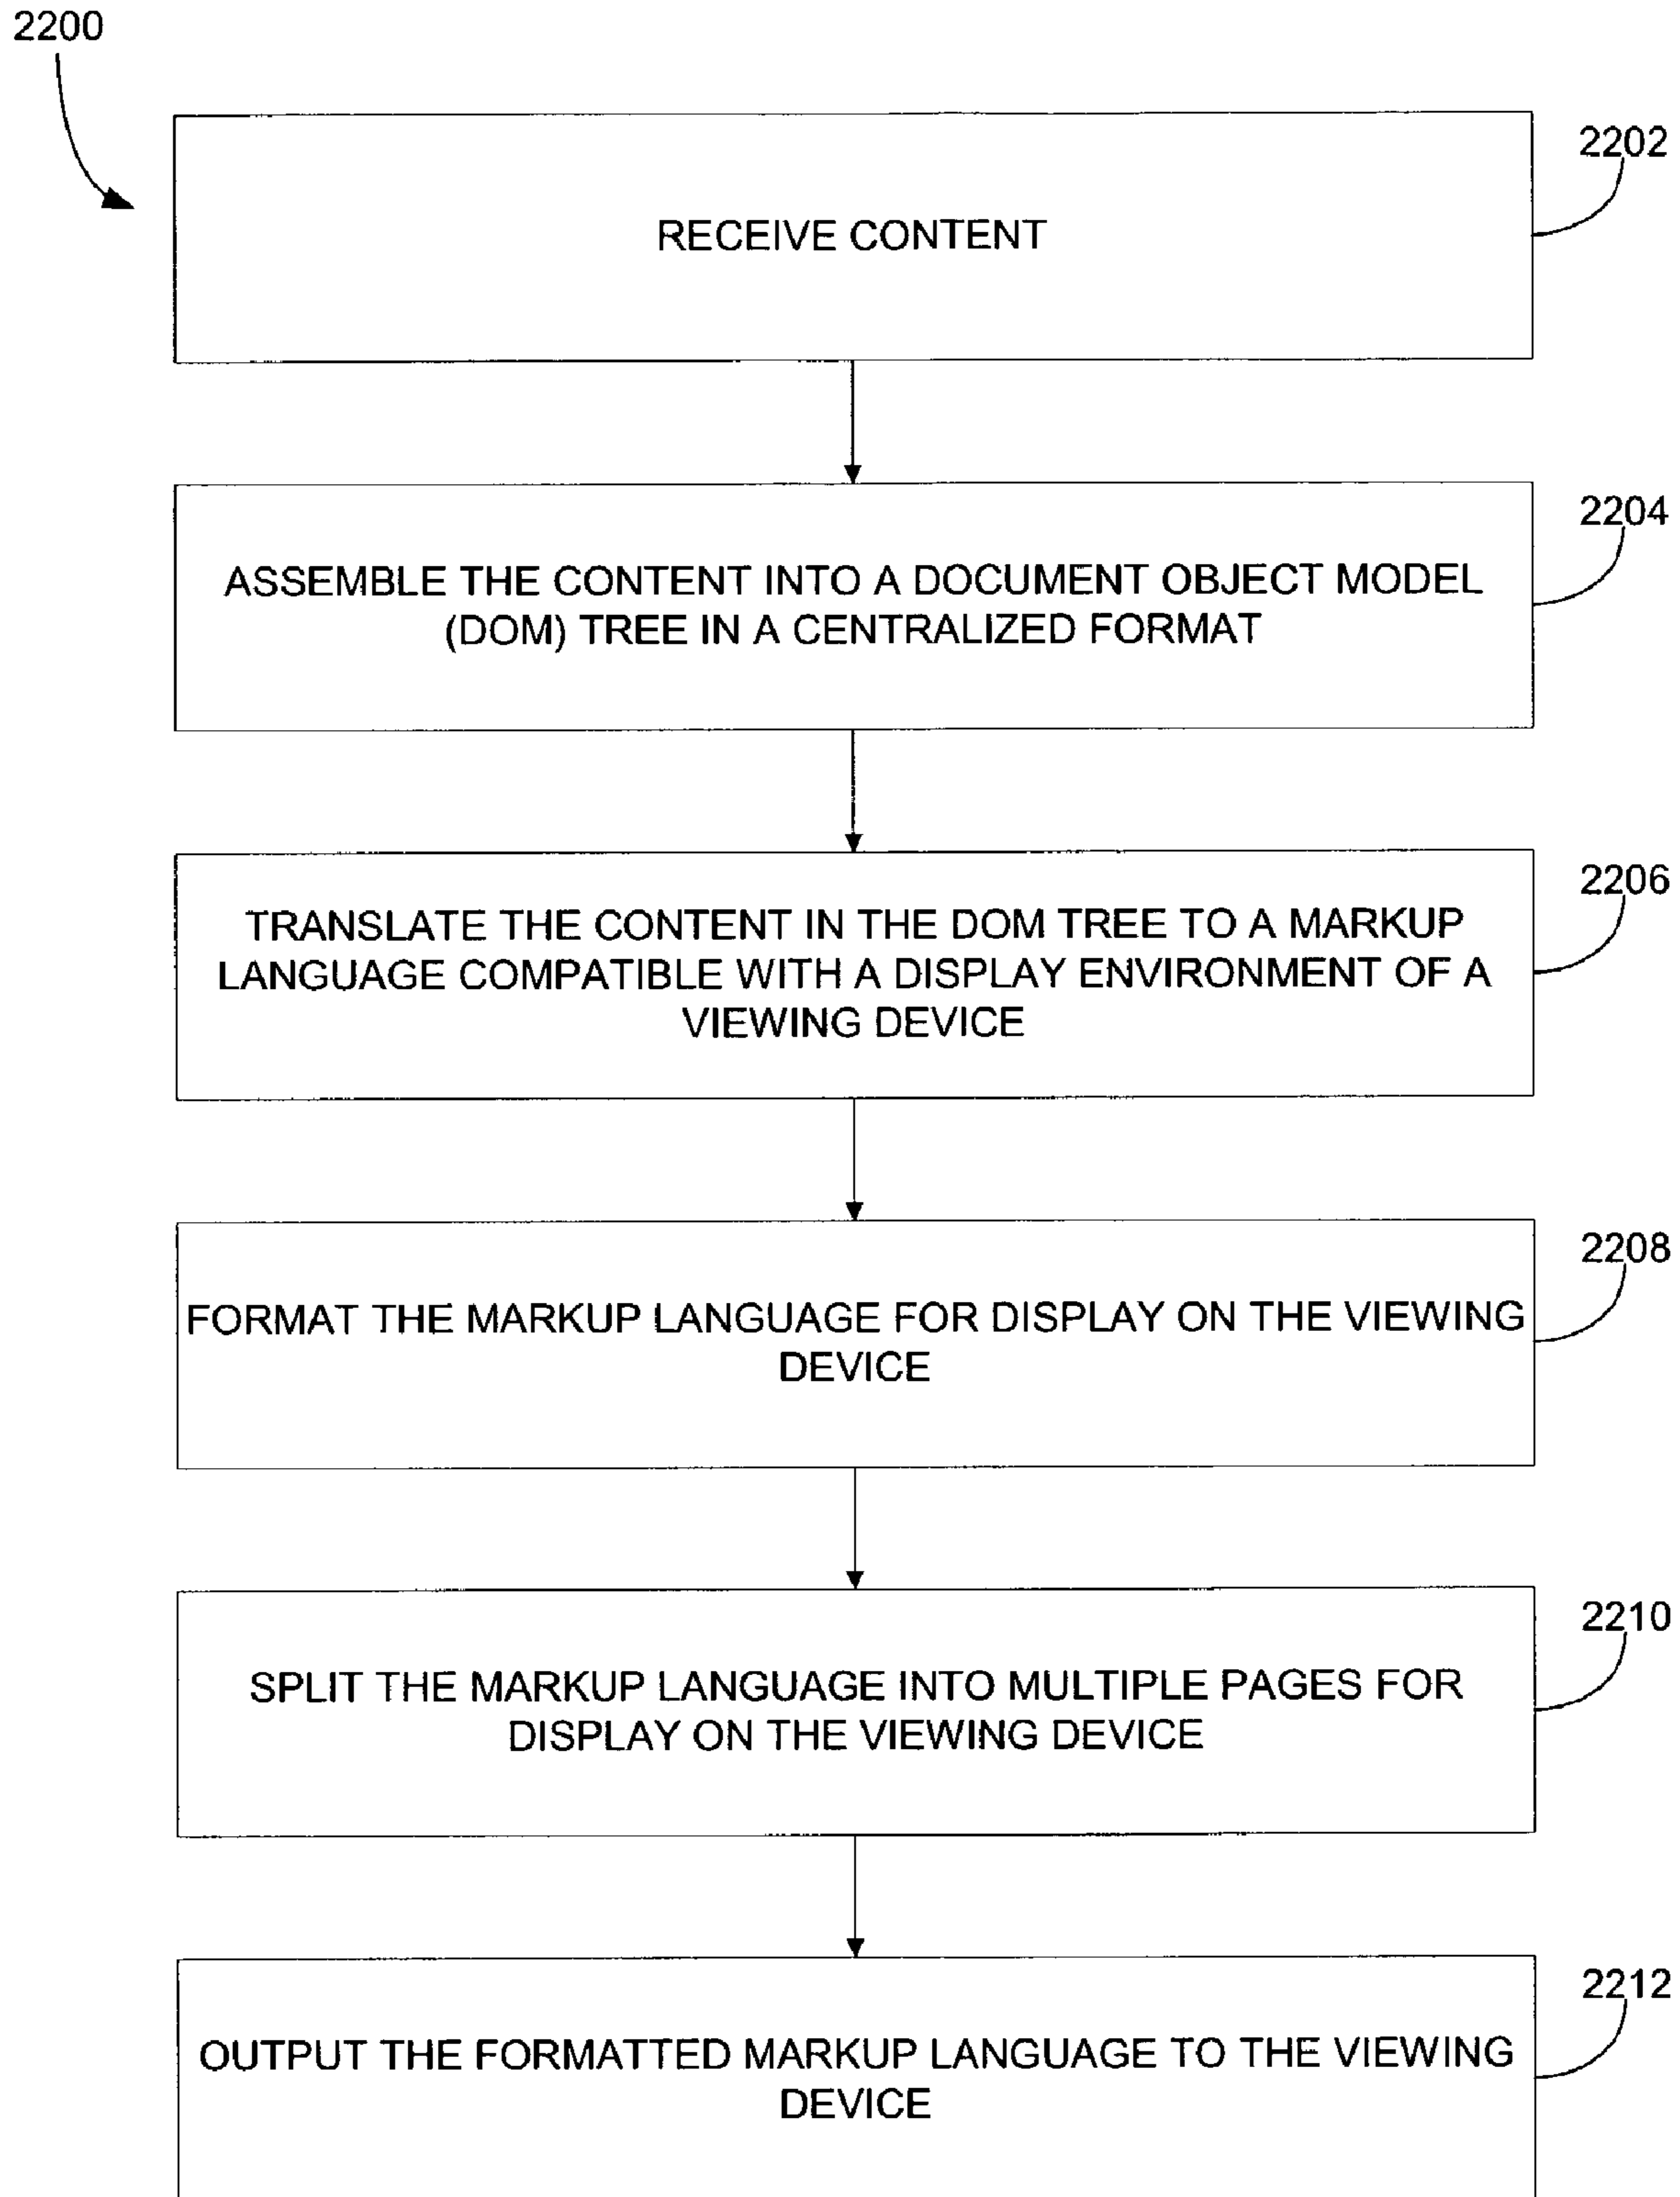 2200
2202
RECEIVE CONTENT
2204
ASSEMBLE THE CONTENT INTO A DOCUMENT OBJECT MODEL
(DOM) TREE IN A CENTRALIZED FORMAT
2206
TRANSLATE THE CONTENT IN THE DOM TREE TO A MARKUP
LANGUAGE COMPATIBLE WITH A DISPLAY ENVIRONMENT OF A
VIEWING DEVICE
2208
FORMAT THE MARKUP LANGUAGE FOR DISPLAY ON THE VIEWING
DEVICE
2210
SPLIT THE MARKUP LANGUAGE INTO MULTIPLE PAGES FOR
DISPLAY ON THE VIEWING DEVICE
2212
OUTPUT THE FORMATTED MARKUP LANGUAGE TO THE VIEWING
DEVICE